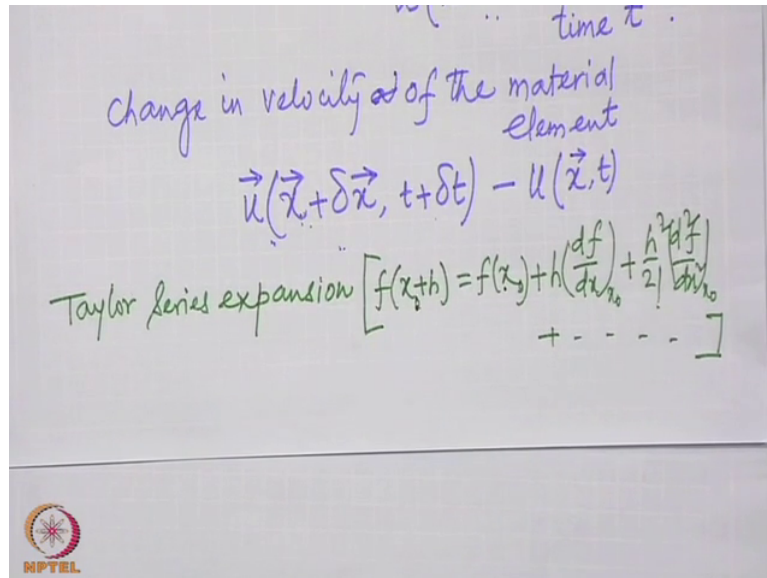 time t.
change in velocity of the material
element
u⃗(x⃗+δx⃗, t+δt) − u(x⃗,t)
Taylor Series expansion [f(x₀+h) = f(x₀)+h(df/dx)ₓ₀ + h²/2! (d²f/dx²)ₓ₀
+ - - - - ]
NPTEL